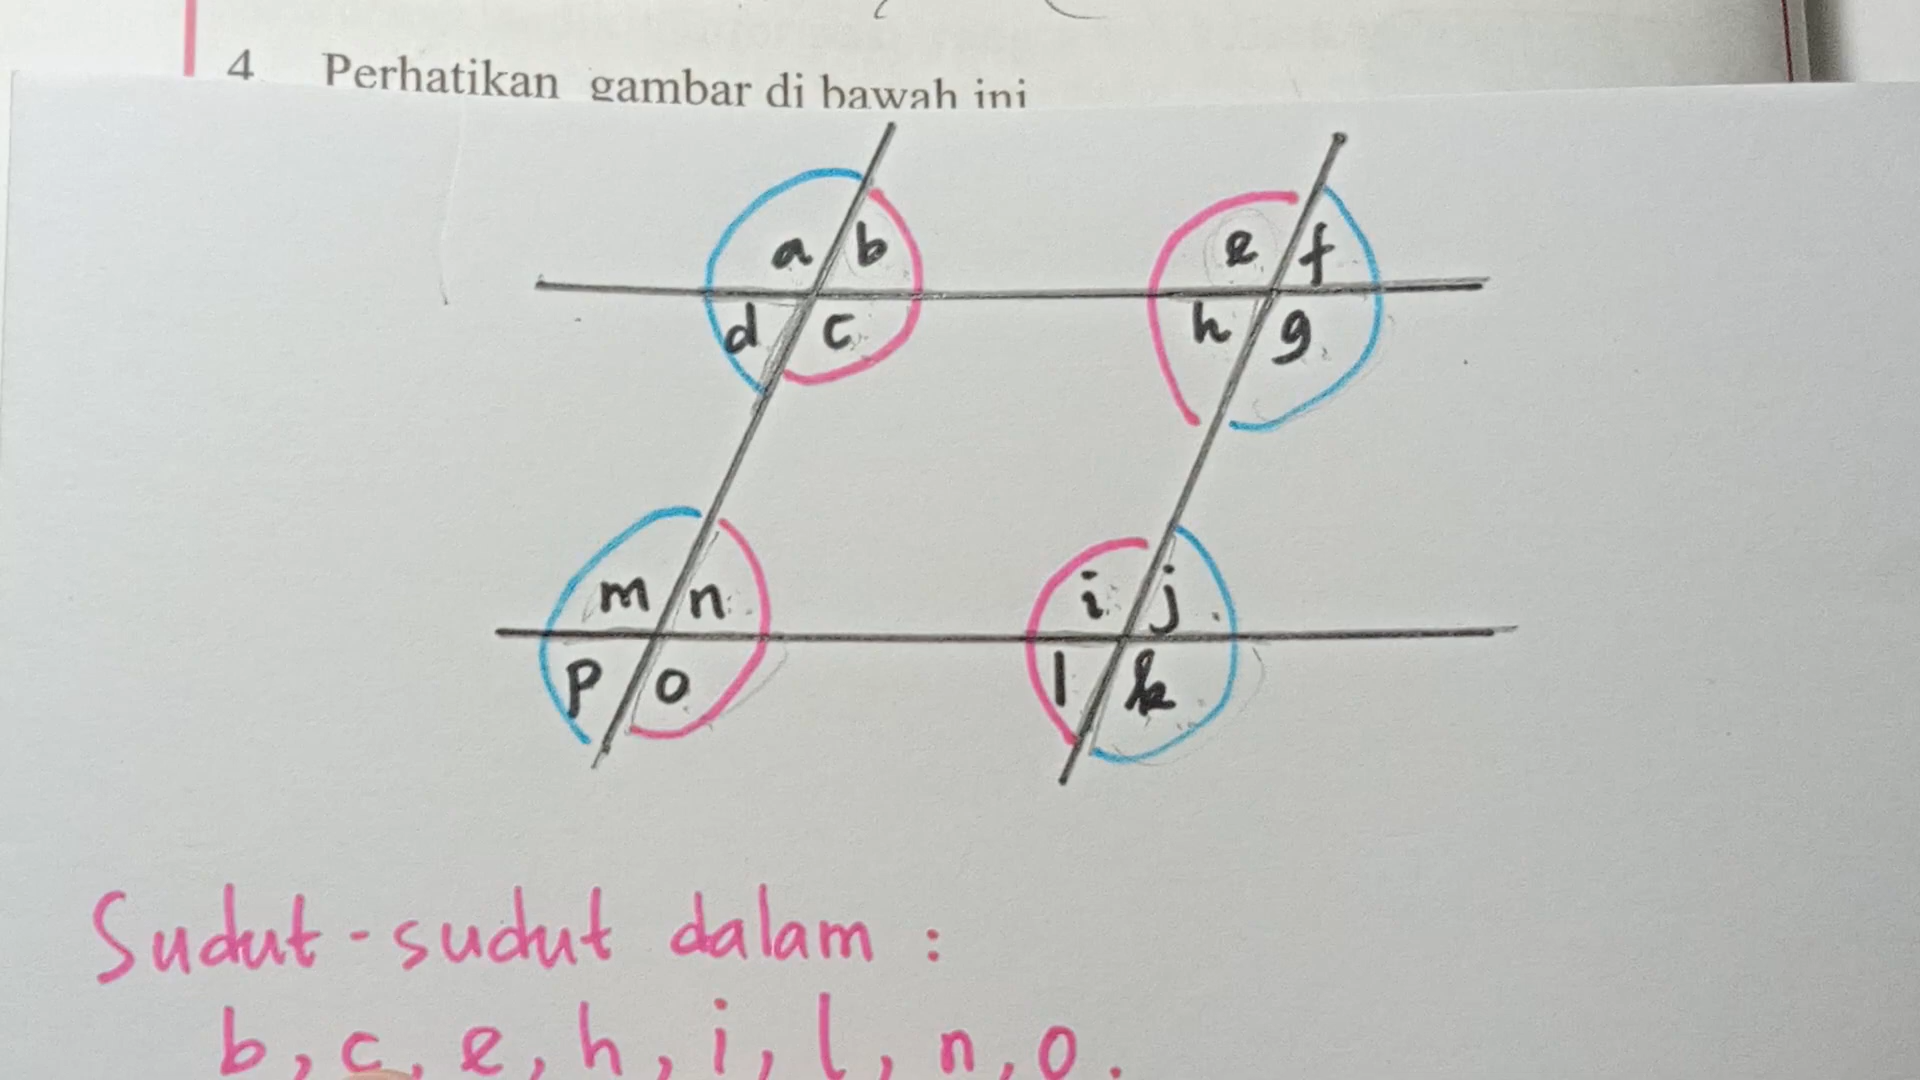 4 Perhatikan gambar di bawah ini
a b e f
d c h g
m n i j
p o l k
Sudut-sudut dalam :
b, c, e, h, i, l, n, o.